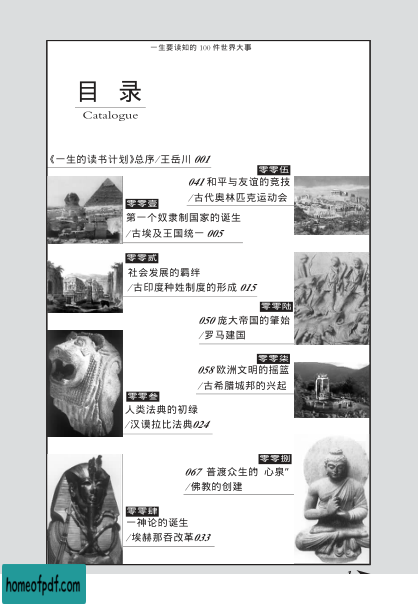 一生要读知的 100 件世界大事
目 录
Catalogue
《一生的读书计划》总序/王岳川 001
零零壹
第一个奴隶制国家的诞生
/古埃及王国统一 005
零零贰
社会发展的羁绊
/古印度种姓制度的形成 015
零零叁
人类法典的初绿
/汉谟拉比法典024
零零肆
一神论的诞生
/埃赫那吞改革033
零零伍
041 和平与友谊的竞技
/古代奥林匹克运动会
零零陆
050 庞大帝国的肇始
/罗马建国
零零柒
058 欧洲文明的摇篮
/古希腊城邦的兴起
零零捌
067 普渡众生的 心泉”
/佛教的创建
homeofpdf.com